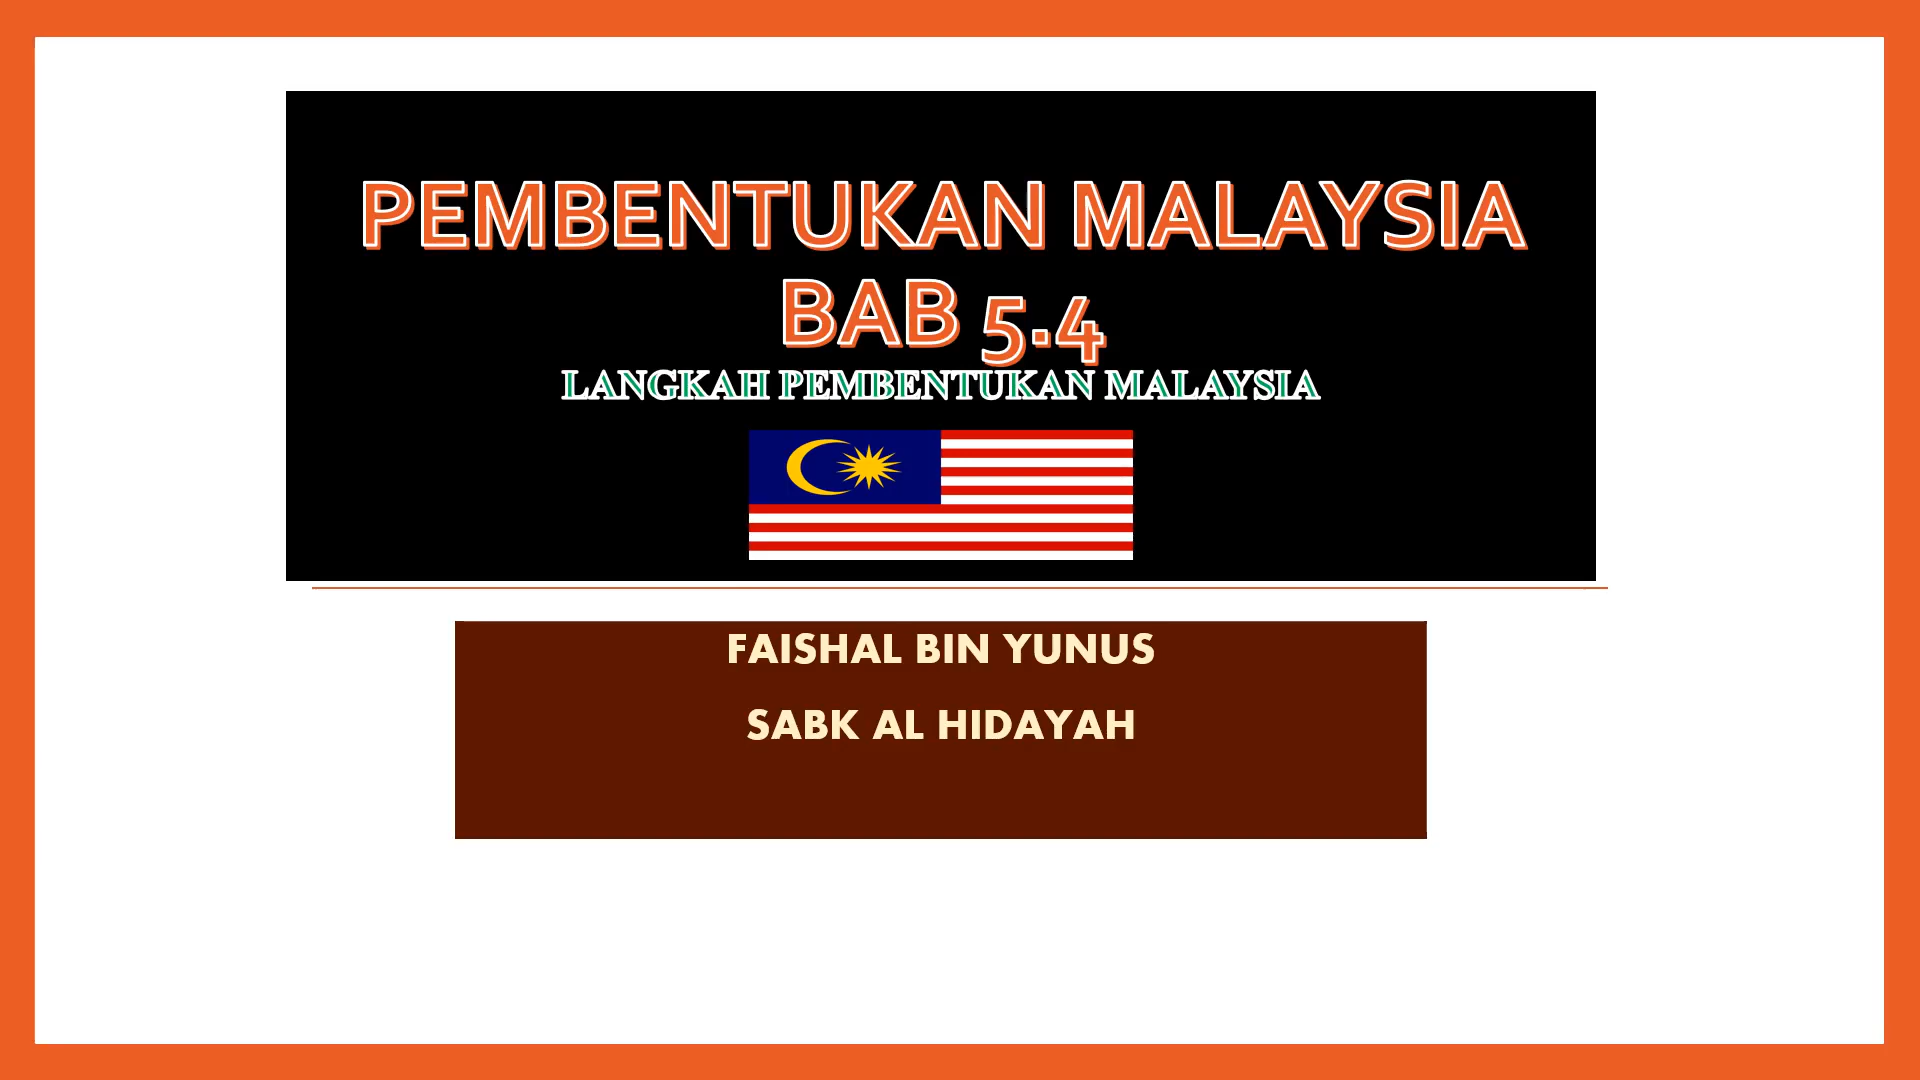 PEMBENTUKAN MALAYSIA
BAB 5.4
LANGKAH PEMBENTUKAN MALAYSIA
FAISHAL BIN YUNUS
SABK AL HIDAYAH